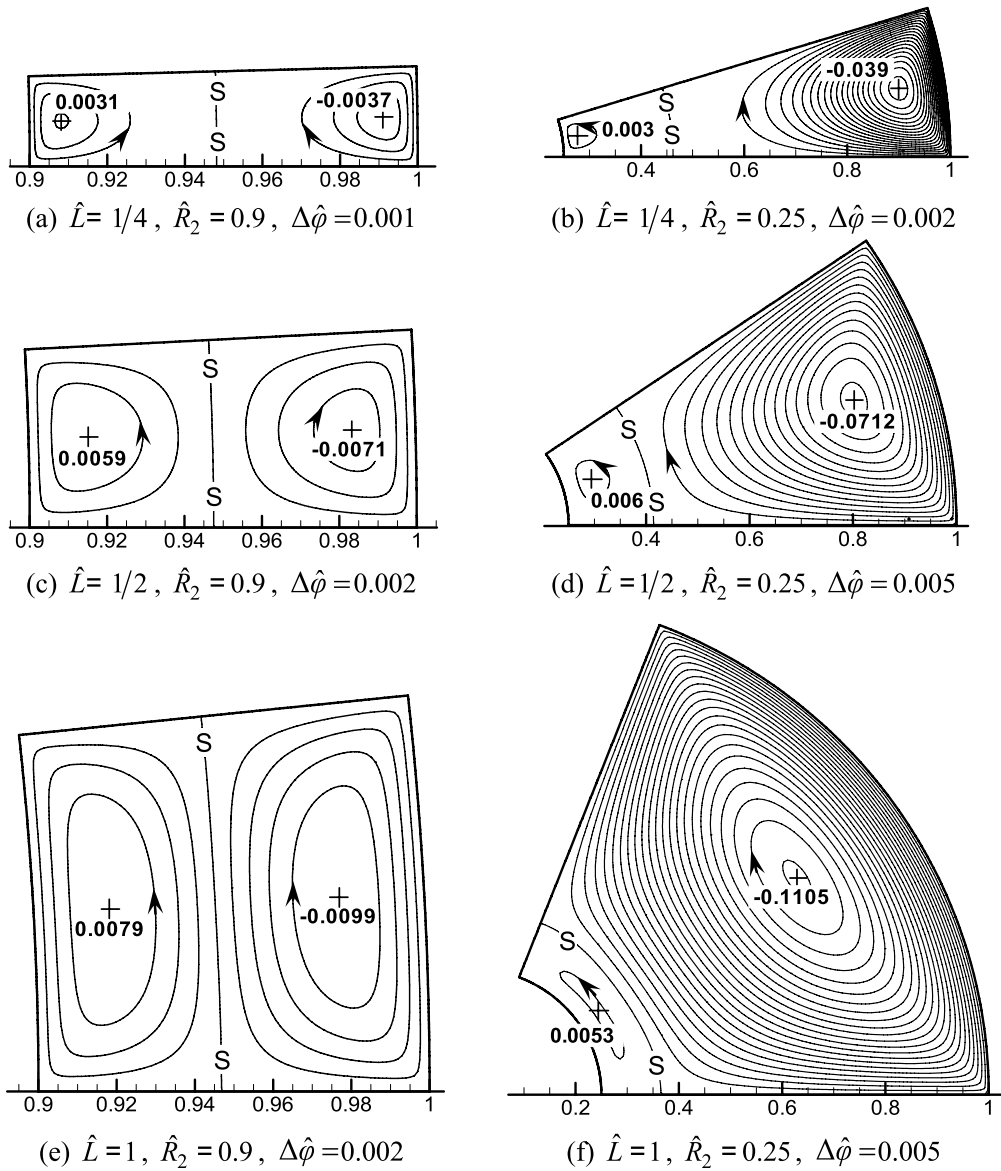 0.0031 -0.0037
S
S
0.9 0.92 0.94 0.96 0.98 1
(a) L̂= 1/4 , R̂₂ = 0.9 , Δφ̂ =0.001
-0.039
S
0.003
S
0.4 0.6 0.8 1
(b) L̂= 1/4 , R̂₂ = 0.25 , Δφ̂ =0.002
S
0.0059 -0.0071
S
0.9 0.92 0.94 0.96 0.98 1
(c) L̂= 1/2 , R̂₂ = 0.9 , Δφ̂ =0.002
-0.0712
S
0.006 S
0.4 0.6 0.8 1
(d) L̂= 1/2 , R̂₂ = 0.25 , Δφ̂ =0.005
S
0.0079 -0.0099
S
0.9 0.92 0.94 0.96 0.98 1
(e) L̂ =1 , R̂₂ = 0.9 , Δφ̂ =0.002
-0.1105
S
0.0053
S
0.2 0.4 0.6 0.8 1
(f) L̂ =1 , R̂₂ = 0.25 , Δφ̂ =0.005